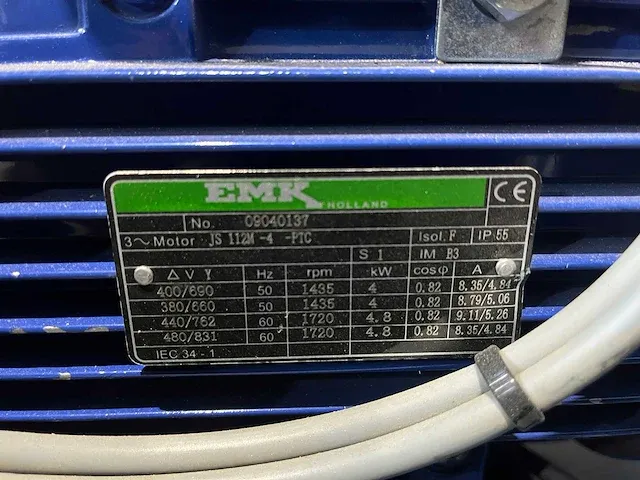 EMK HOLLAND CE
No. 09040137
3~Motor JS 112M-4 -PTC Isol. F IP 55
S 1 IM B3
Δ V Y Hz rpm kW cosφ A
400/690 50 1435 4 0.82 8.35/4.84
380/660 50 1435 4 0.82 8.79/5.06
440/762 60 1720 4.8 0.82 9.11/5.26
480/831 60 1720 4.8 0.82 8.35/4.84
IEC 34-1